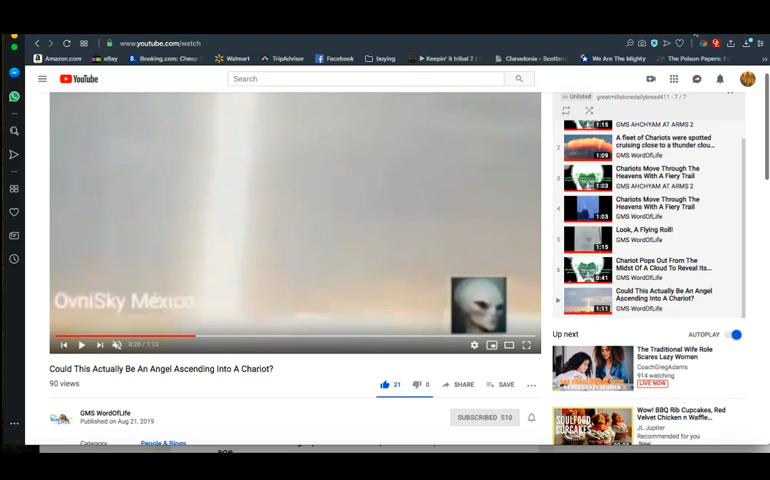 www.youtube.com/watch
Amazon.com
eBay
Booking.com: Cheap
Walmart
TripAdvisor
Facebook
buying
Keepin' it tribal 2 |
Clanadonia - Scotlan
We Are The Mighty
The Poison Papers: E
YouTube
Search
OvniSky México
0:20 / 1:10
Could This Actually Be An Angel Ascending Into A Chariot?
90 views
21
0
SHARE
SAVE
GMS WordOfLife
Published on Aug 21, 2019
SUBSCRIBED 510
Category
People & Blogs
Unlisted
greatmillstonedailybread411 - 7 / 7
1:15
GMS AHCHYAM AT ARMS 2
2
1:09
A fleet of Chariots were spotted
cruising close to a thunder clou...
GMS WordOfLife
3
1:03
Chariots Move Through The
Heavens With A Fiery Trail
GMS AHCHYAM AT ARMS 2
4
1:03
Chariots Move Through The
Heavens With A Fiery Trail
GMS WordOfLife
5
1:15
Look, A Flying Roll!
GMS WordOfLife
6
0:41
Chariot Pops Out From The
Midst Of A Cloud To Reveal Its...
GMS WordOfLife
1:11
Could This Actually Be An Angel
Ascending Into A Chariot?
GMS WordOfLife
Up next
AUTOPLAY
The Traditional Wife Role
Scares Lazy Women
CoachGregAdams
914 watching
LIVE NOW
SOULFOOD
CUPCAKES
Wow! BBQ Rib Cupcakes, Red
Velvet Chicken n Waffle...
JL Jupiter
Recommended for you
age